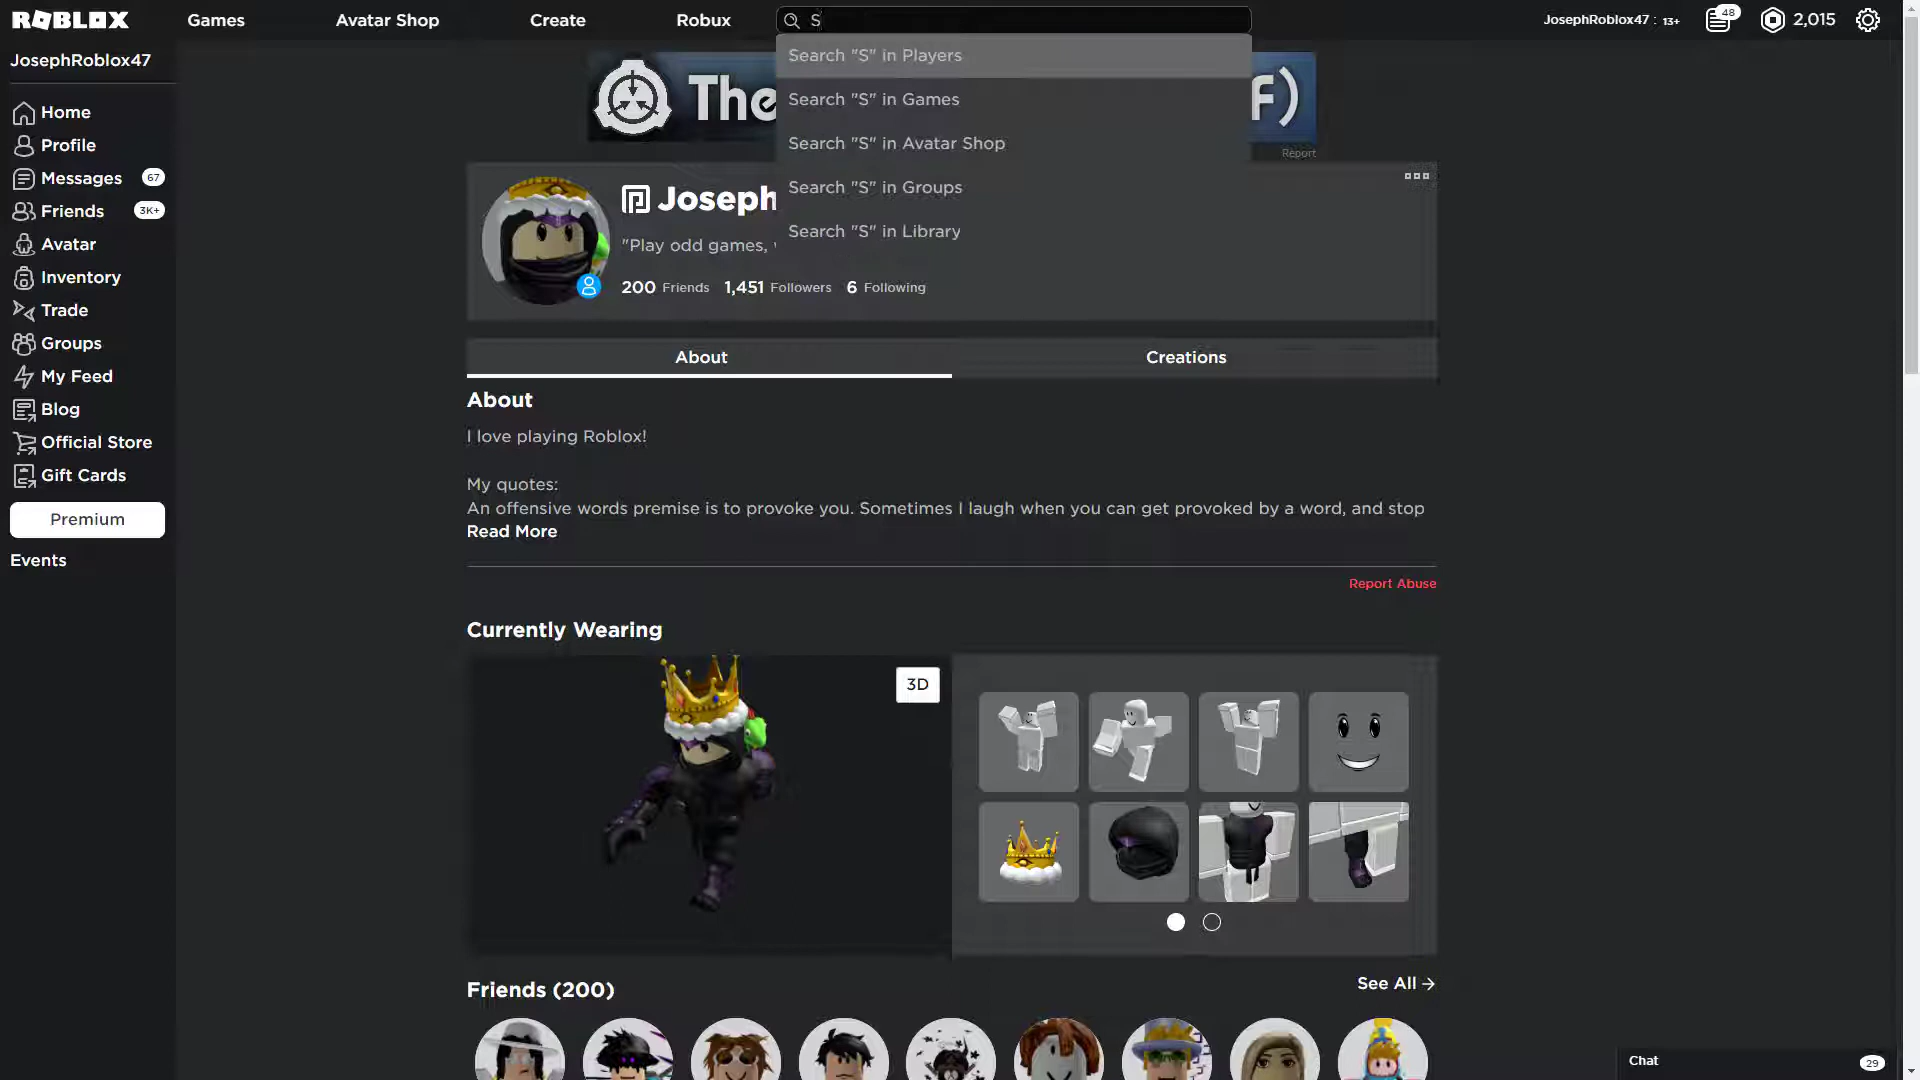 ROBLOX
Games
Avatar Shop
Create
Robux
S
JosephRoblox47 : 13+
48
2,015
JosephRoblox47
Home
Profile
Messages 67
Friends 3K+
Avatar
Inventory
Trade
Groups
My Feed
Blog
Official Store
Gift Cards
Premium
Events
Search "S" in Players
Search "S" in Games
Search "S" in Avatar Shop
Search "S" in Groups
Search "S" in Library
The
f)
Report
Joseph
"Play odd games,
200 Friends 1,451 Followers 6 Following
About
Creations
About
I love playing Roblox!
My quotes:
An offensive words premise is to provoke you. Sometimes I laugh when you can get provoked by a word, and stop
Read More
Report Abuse
Currently Wearing
3D
Friends (200)
See All
Chat
29